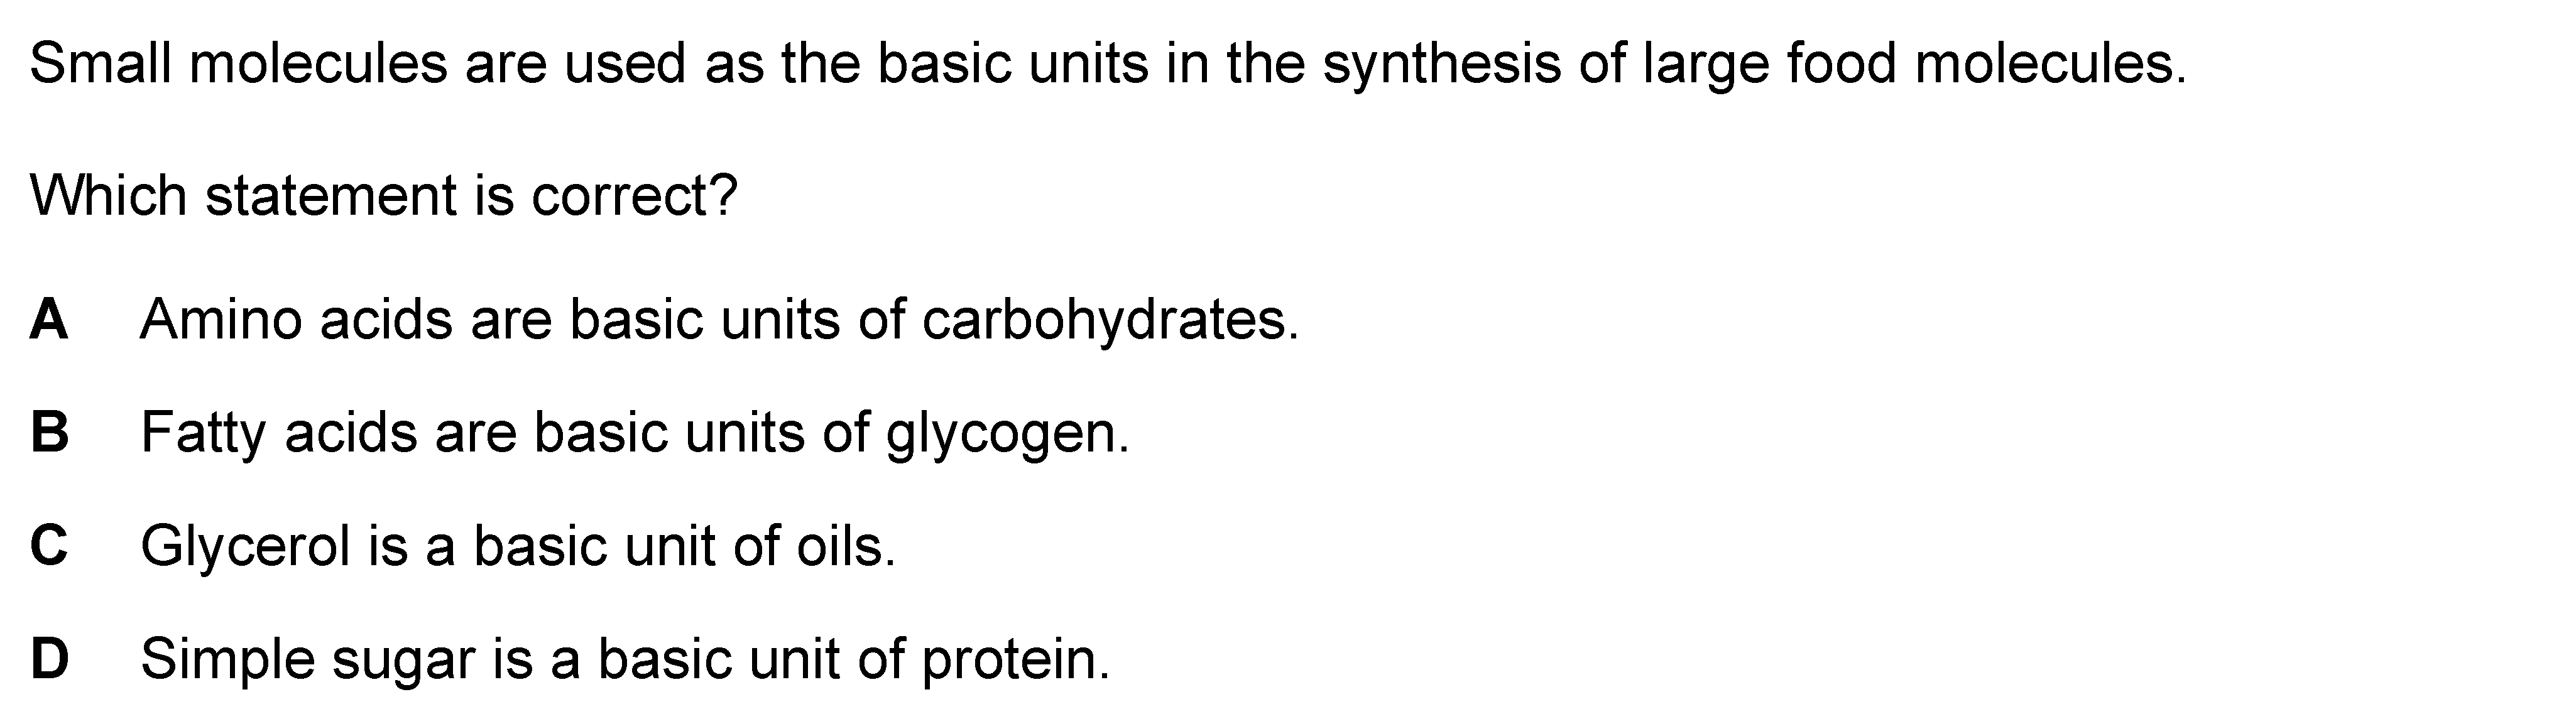 Small molecules are used as the basic units in the synthesis of large food molecules.
Which statement is correct?
A Amino acids are basic units of carbohydrates.
B Fatty acids are basic units of glycogen.
C Glycerol is a basic unit of oils.
D Simple sugar is a basic unit of protein.